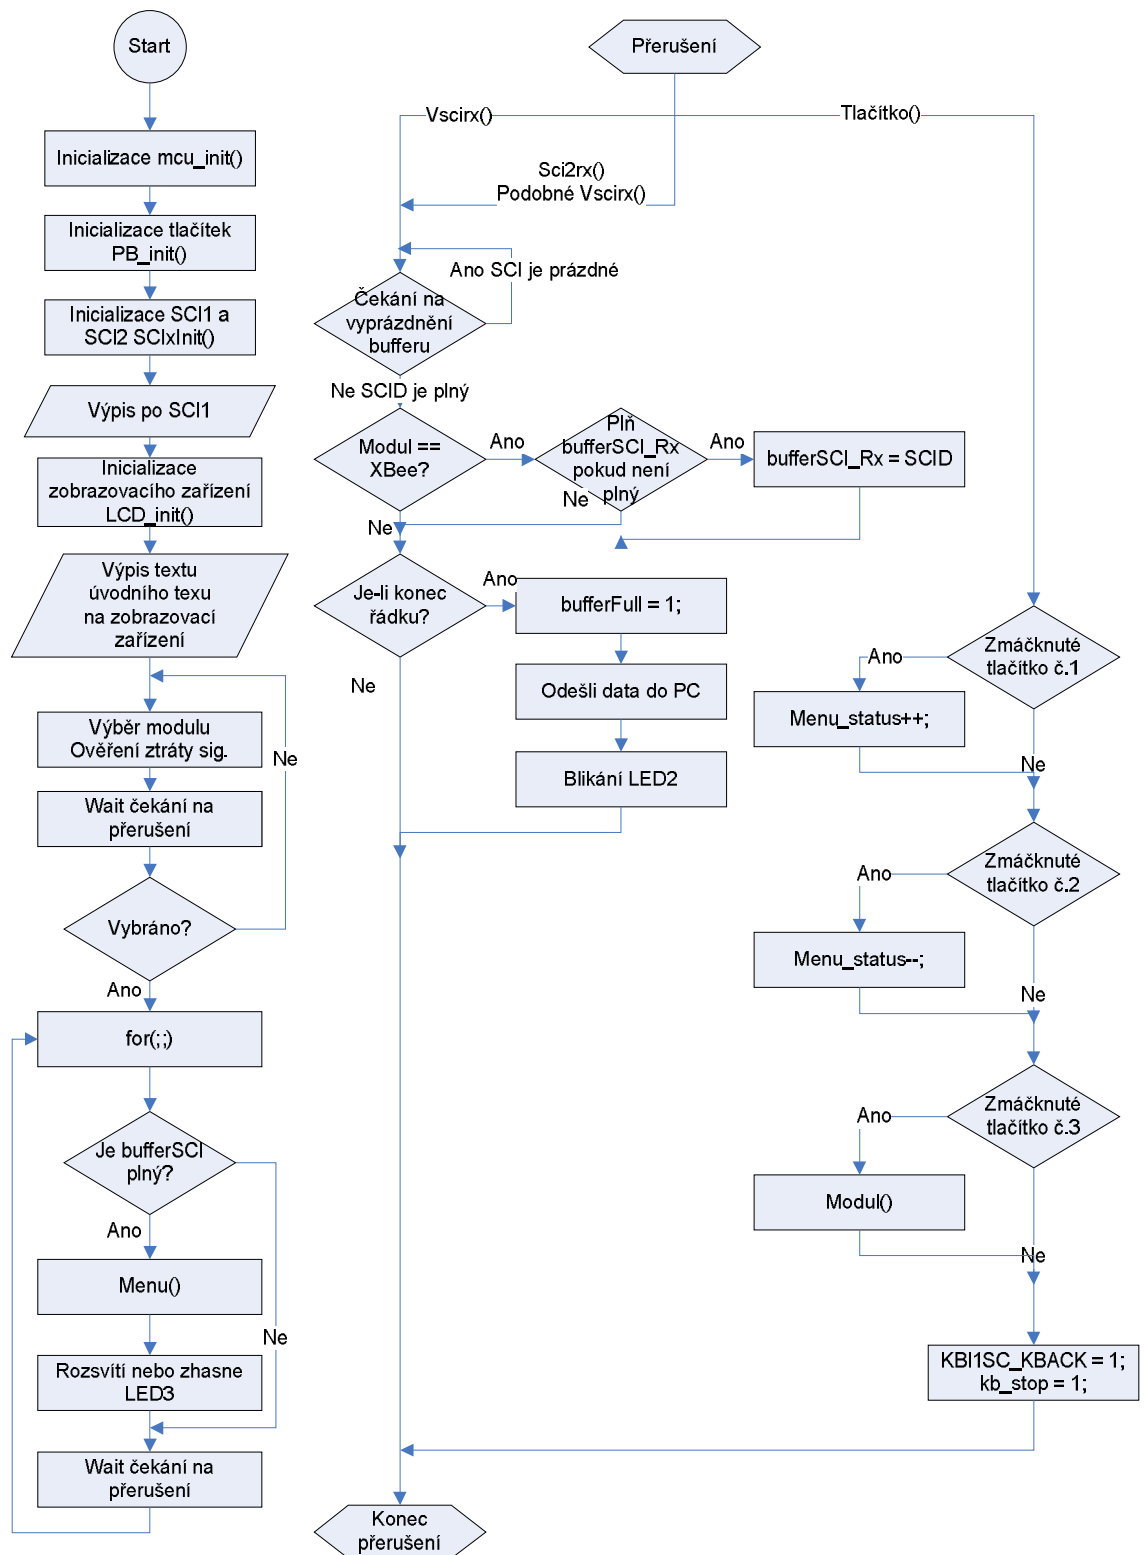 Start
Inicializace mcu_init()
Inicializace tlačítek
PB_init()
Inicializace SCI1 a
SCI2 SCIxInit()
Výpis po SCI1
Inicializace
zobrazovacího zařízení
LCD_init()
Výpis textu
úvodního texu
na zobrazovací
zařízení
Výběr modulu
Ověření ztráty sig.
Ne
Wait čekání na
přerušení
Vybráno?
Ano
for(;;)
Je bufferSCI
plný?
Ano
Menu()
Ne
Rozsvítí nebo zhasne
LED3
Wait čekání na
přerušení
Přerušení
Vscirx()
Tlačítko()
Sci2rx()
Podobné Vscirx()
Ano SCI je prázdné
Čekání na
vyprázdnění
bufferu
Ne SCID je plný
Modul ==
XBee?
Ano
Plň
bufferSCI_Rx
pokud není
plný
Ano
bufferSCI_Rx = SCID
Ne
Ne
Je-li konec
řádku?
Ano
bufferFull = 1;
Ne
Odešli data do PC
Blikání LED2
Zmáčknuté
tlačítko č.1
Ano
Menu_status++;
Ne
Zmáčknuté
tlačítko č.2
Ano
Menu_status--;
Ne
Zmáčknuté
tlačítko č.3
Ano
Modul()
Ne
KBI1SC_KBACK = 1;
kb_stop = 1;
Konec
přerušení